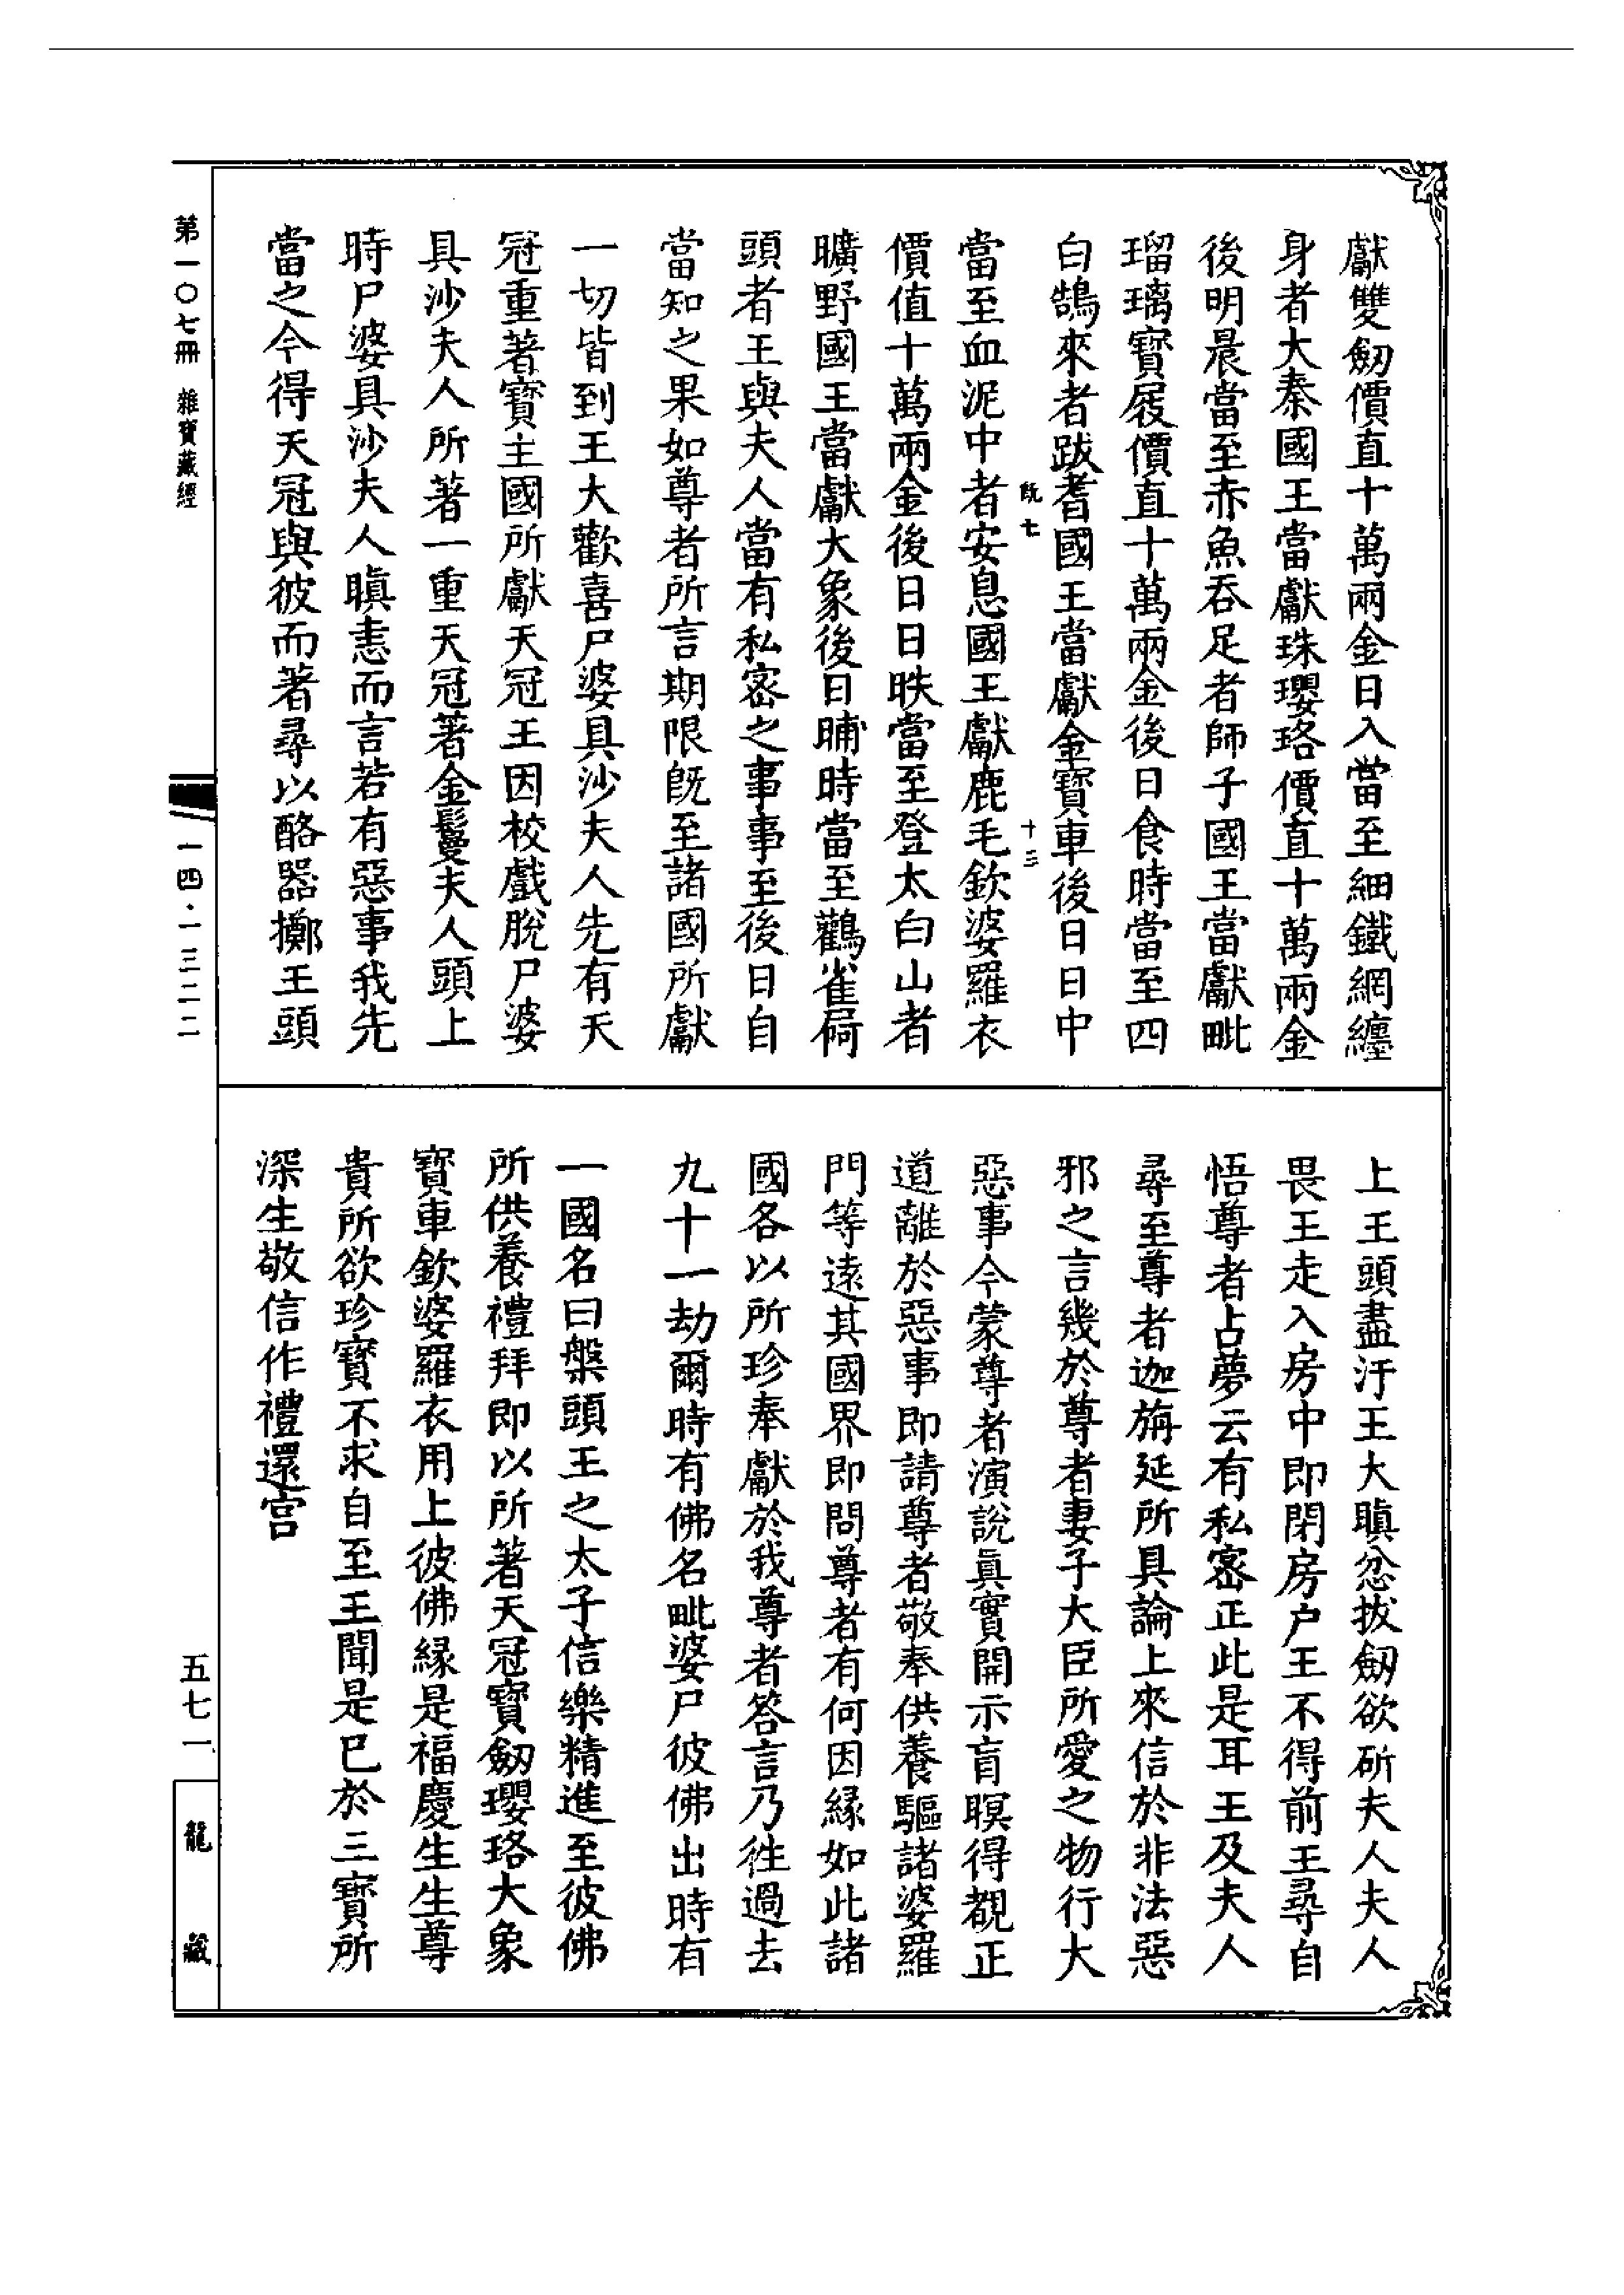 獻雙劒價直十萬兩金日入當至細鐵網纏
身者大秦國王當獻珠瓔珞價直十萬兩金
後明晨當至赤魚吞足者師子國王當獻毗
瑠璃寶屐價直十萬兩金後日食時當至四
白鵠來者跋耆國王當獻金寶車後日日中
既七
十三
當至血泥中者安息國王獻鹿毛欽婆羅衣
價值十萬兩金後日日昳當至登太白山者
曠野國王當獻大象後日晡時當至鸛雀屙
頭者王與夫人當有私密之事事至後日自
當知之果如尊者所言期限旣至諸國所獻
一切皆到王大歡喜尸婆具沙夫人先有天
冠重著寶主國所獻天冠王因校戲脫尸婆
具沙夫人所著一重天冠著金鬘夫人頭上
時尸婆具沙夫人瞋恚而言若有惡事我先
當之今得天冠與彼而著尋以酪器擲王頭
上王頭盡汙王大瞋忿拔劒欲斫夫人夫人
畏王走入房中即閉房户王不得前王尋自
悟尊者占夢云有私密正此是耳王及夫人
尋至尊者迦旃延所具論上來信於非法惡
邪之言幾於尊者妻子大臣所愛之物行大
惡事今蒙尊者演說眞實開示盲瞑得覩正
道離於惡事即請尊者敬奉供養驅諸婆羅
門等遠其國界即問尊者有何因緣如此諸
國各以所珍奉獻於我尊者答言乃徃過去
九十一劫爾時有佛名毗婆尸彼佛出時有
一國名曰槃頭王之太子信樂精進至彼佛
所供養禮拜即以所著天冠寶劒瓔珞大象
寶車欽婆羅衣用上彼佛緣是福慶生生尊
貴所欲珍寶不求自至王聞是已於三寶所
深生敬信作禮還宫
第一〇七冊 雜寶藏經
一四·一三二二
五七一
龍藏